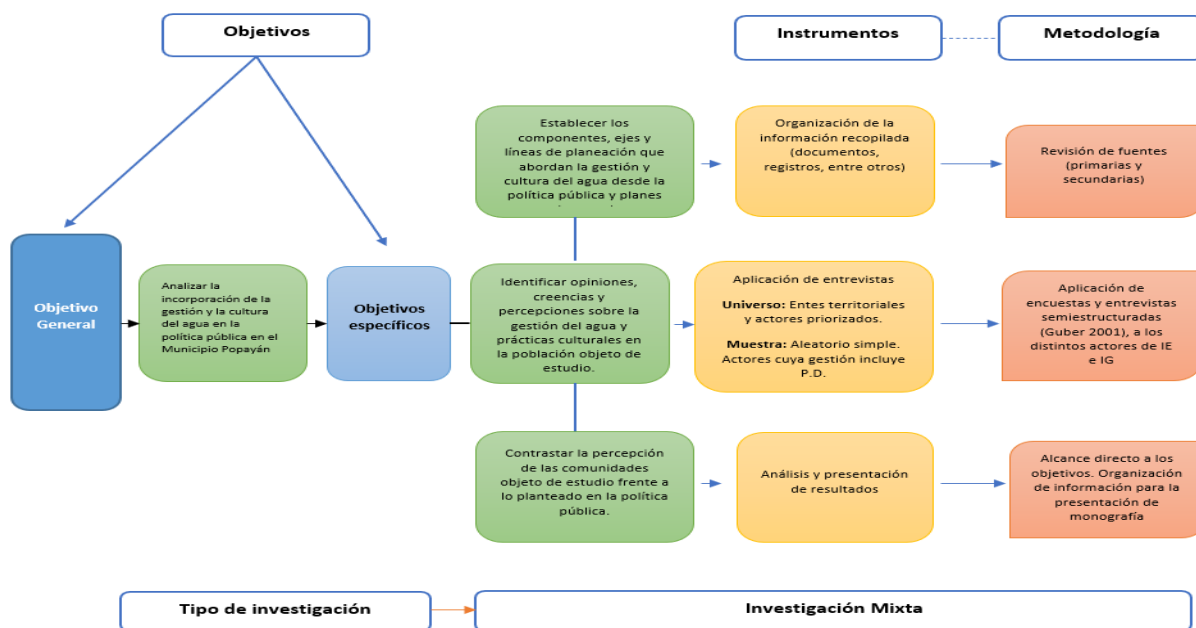 Objetivos
Instrumentos
Metodología
Objetivo
General
Analizar la
incorporación de la
gestión y la cultura
del agua en la
política pública en el
Municipio Popayán
Objetivos
específicos
Establecer los
componentes, ejes y
líneas de planeación que
abordan la gestión y
cultura del agua desde la
política pública y planes
Organización de la
información recopilada
(documentos,
registros, entre otros)
Revisión de fuentes
(primarias y
secundarias)
Identificar opiniones,
creencias y
percepciones sobre la
gestión del agua y
prácticas culturales en
la población objeto de
estudio.
Aplicación de entrevistas
Universo: Entes territoriales
y actores priorizados.
Muestra: Aleatorio simple.
Actores cuya gestión incluye
P.D.
Aplicación de
encuestas y entrevistas
semiestructuradas
(Guber 2001), a los
distintos actores de IE
e IG
Contrastar la percepción
de las comunidades
objeto de estudio frente a
lo planteado en la política
pública.
Análisis y presentación
de resultados
Alcance directo a los
objetivos. Organización
de información para la
presentación de
monografía
Tipo de investigación
Investigación Mixta